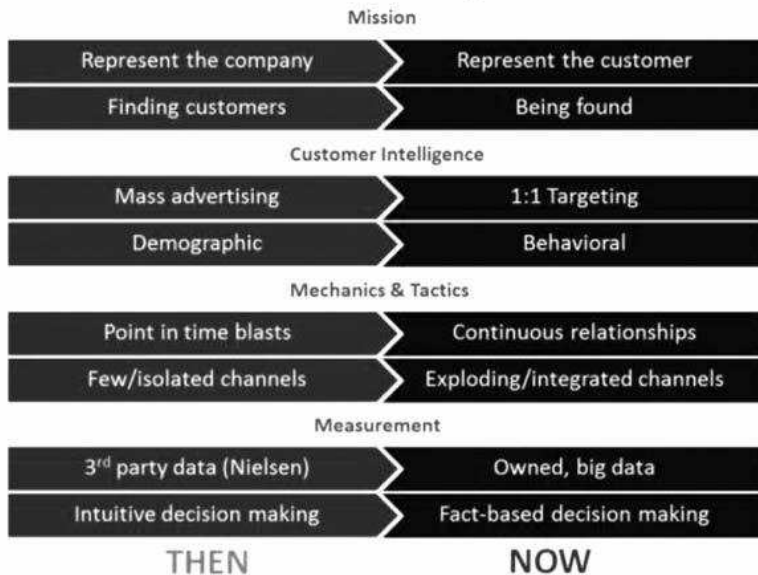 Mission
Represent the company Represent the customer
Finding customers Being found
Customer Intelligence
Mass advertising 1:1 Targeting
Demographic Behavioral
Mechanics & Tactics
Point in time blasts Continuous relationships
Few/isolated channels Exploding/integrated channels
Measurement
3rd party data (Nielsen) Owned, big data
Intuitive decision making Fact-based decision making
THEN NOW